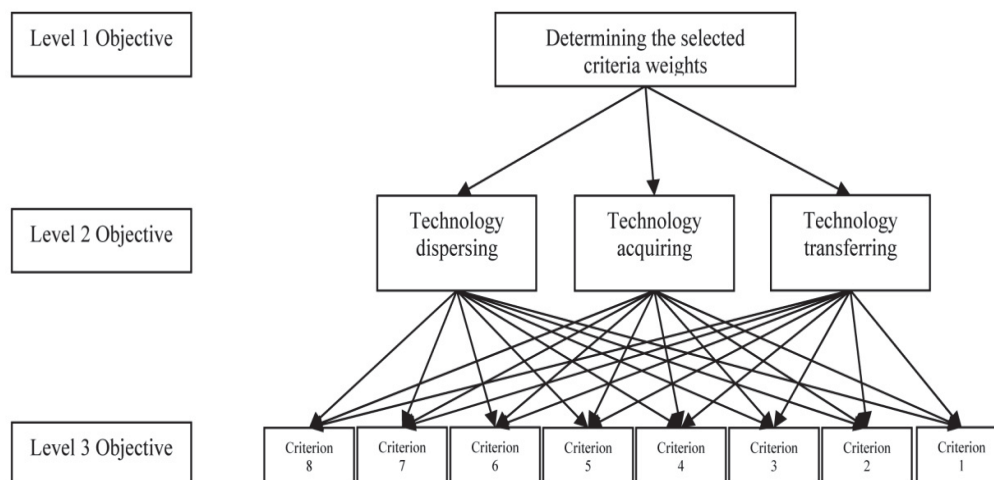 Level 1 Objective
Determining the selected
criteria weights
Level 2 Objective
Technology
dispersing
Technology
acquiring
Technology
transferring
Level 3 Objective
Criterion
8
Criterion
7
Criterion
6
Criterion
5
Criterion
4
Criterion
3
Criterion
2
Criterion
1